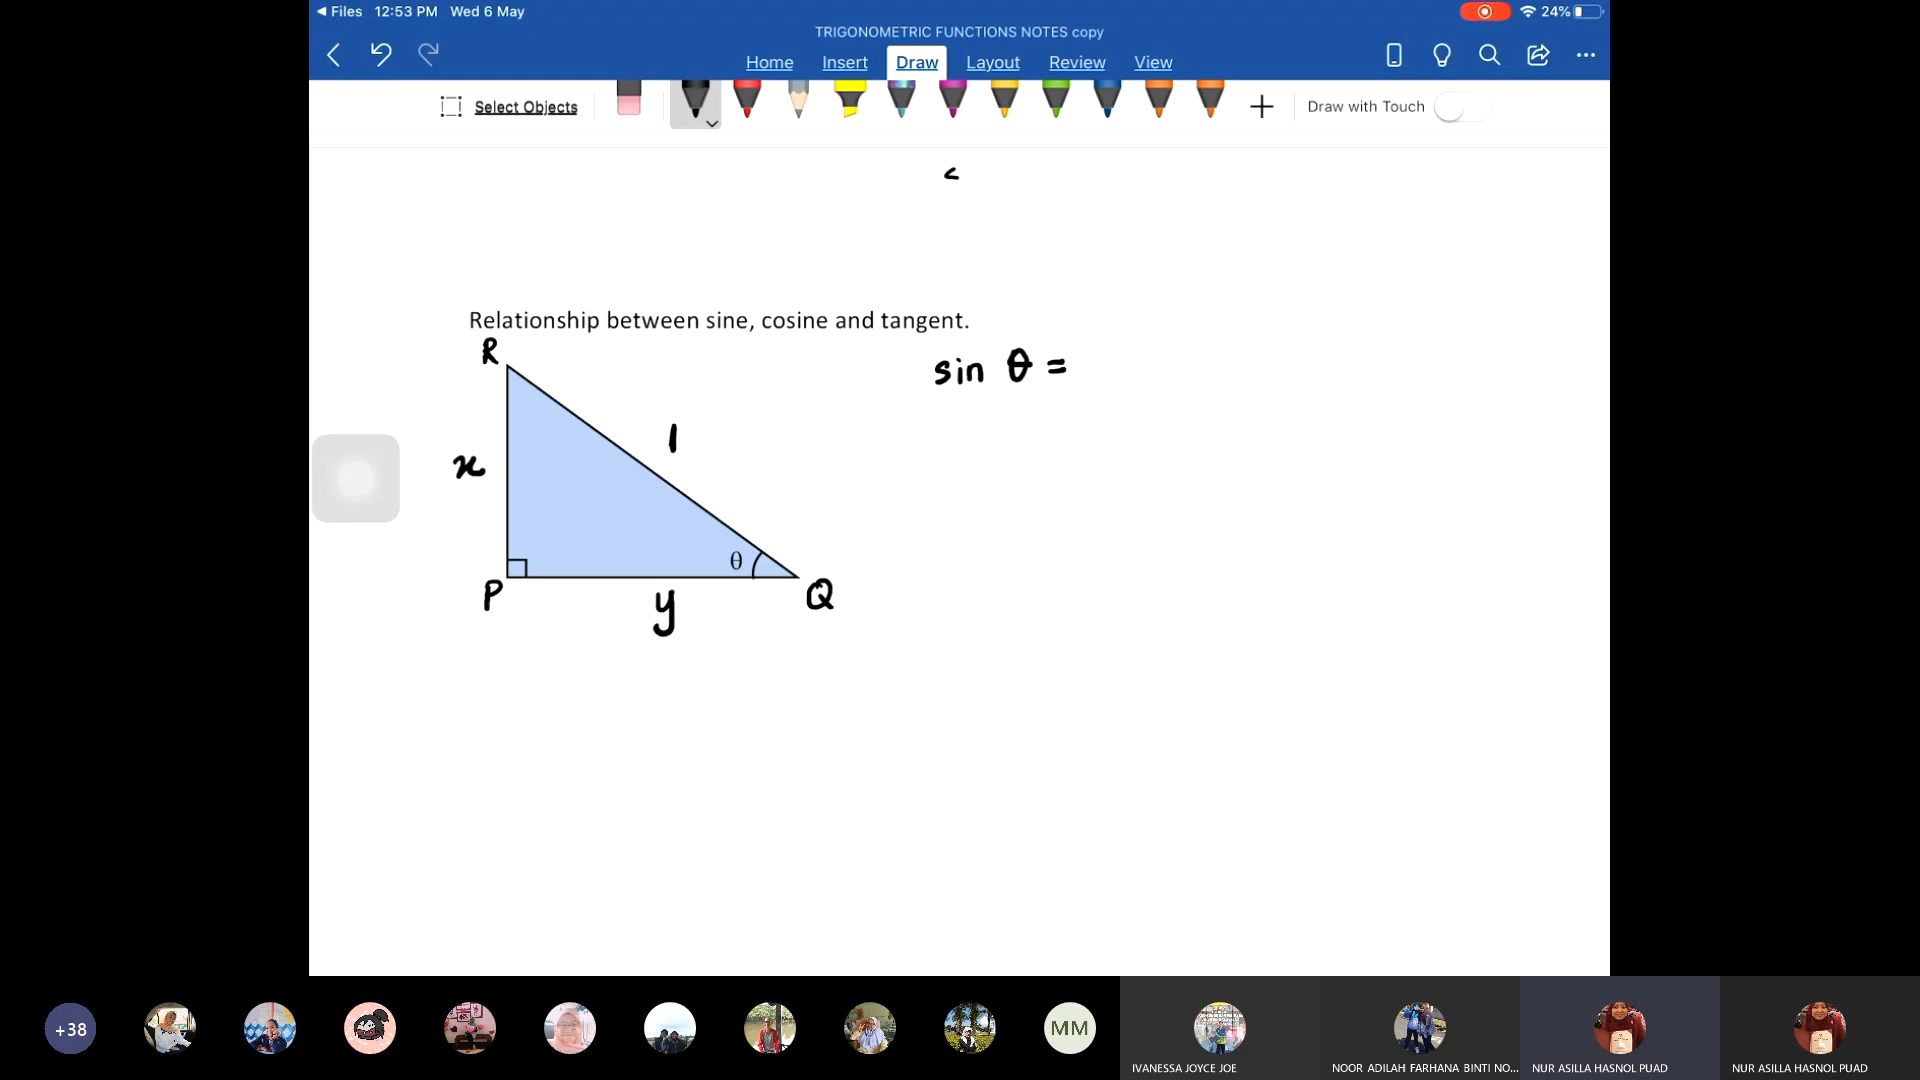 Files 12:53 PM Wed 6 May 24%
TRIGONOMETRIC FUNCTIONS NOTES copy
Home Insert Draw Layout Review View
Select Objects Draw with Touch
Relationship between sine, cosine and tangent.
R
sin θ =
1
x
θ
P
y
Q
+38
MM
IVANESSA JOYCE JOE
NOOR ADILAH FARHANA BINTI NO...
NUR ASILLA HASNOL PUAD
NUR ASILLA HASNOL PUAD